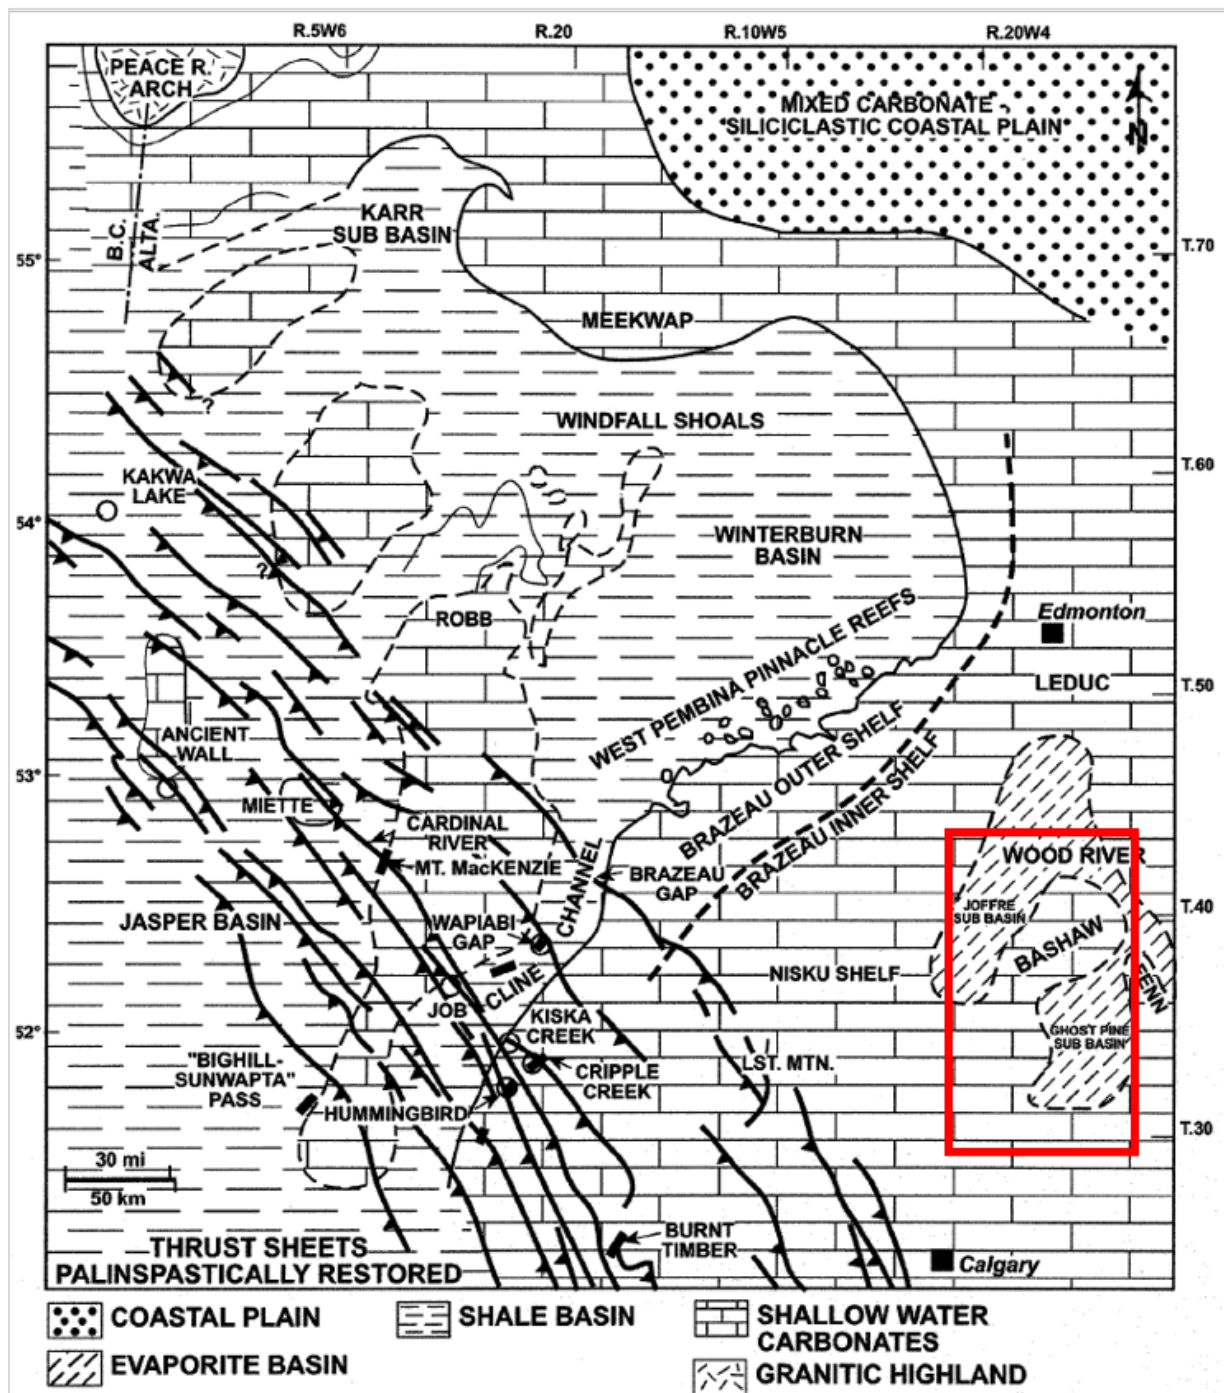 R.5W6
R.20
R.10W5
R.20W4
PEACE R.
ARCH
MIXED CARBONATE
SILICICLASTIC COASTAL PLAIN
N
KARR
SUB BASIN
B.C.
ALTA.
55°
T.70
MEEKWAP
?
WINDFALL SHOALS
T.60
KAKWA
LAKE
54°
WINTERBURN
BASIN
?
ROBB
Edmonton
WEST PEMBINA PINNACLE REEFS
LEDUC
T.50
ANCIENT
WALL
53°
BRAZEAU OUTER SHELF
BRAZEAU INNER SHELF
MIETTE
CARDINAL
RIVER
MT. MacKENZIE
CHANNEL
BRAZEAU
GAP
WOOD RIVER
JOFFRE
SUB BASIN
T.40
JASPER BASIN
WAPIABI
GAP
BASHAW
FENN
CLINE
NISKU SHELF
JOB
KISKA
CREEK
52°
GHOST PINE
SUB BASIN
"BIGHILL-
SUNWAPTA"
PASS
CRIPPLE
CREEK
LST. MTN.
HUMMINGBIRD
T.30
30 mi
50 km
BURNT
TIMBER
THRUST SHEETS
PALINSPASTICALLY RESTORED
Calgary
COASTAL PLAIN
SHALE BASIN
SHALLOW WATER
CARBONATES
EVAPORITE BASIN
GRANITIC HIGHLAND